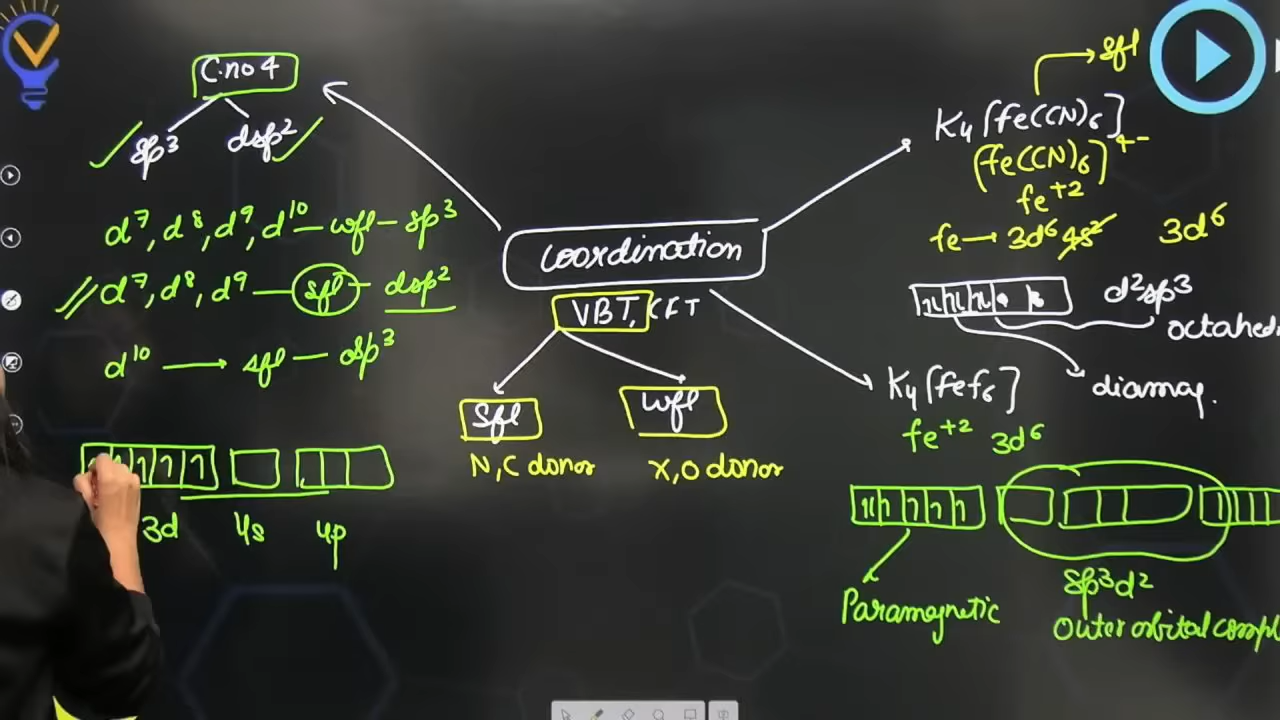 C.no 4
sp³ dsp²
d⁷, d⁸, d⁹, d¹⁰ — wfl — sp³
d⁷, d⁸, d⁹ — sfl — dsp²
d¹⁰ → sfl — sp³
3d 4s 4p
coordination
VBT, CFT
sfl wfl
N, C donor X, O donor
sfl
K₄[Fe(CN)₆]
(Fe(CN)₆)⁴⁻
fe⁺²
fe → 3d⁶ 4s² 3d⁶
d²sp³
octahed
diamag.
K₄[FeF₆]
fe⁺² 3d⁶
sp³d²
Paramagnetic
outer orbital compl